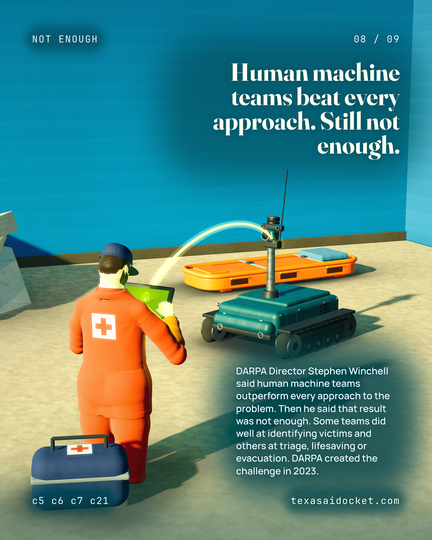 NOT ENOUGH
08 / 09
Human machine
teams beat every
approach. Still not
enough.
DARPA Director Stephen Winchell
said human machine teams
outperform every approach to the
problem. Then he said that result
was not enough. Some teams did
well at identifying victims and
others at triage, lifesaving or
evacuation. DARPA created the
challenge in 2023.
c5 c6 c7 c21
texasaidocket.com